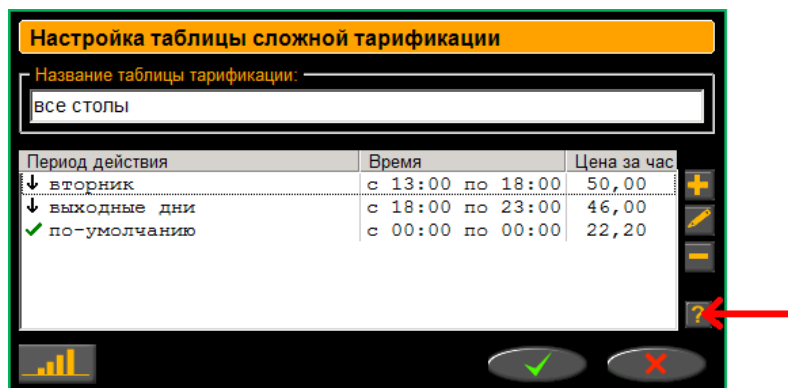 Настройка таблицы сложной тарификации
Название таблицы тарификации:
все столы
Период действия Время Цена за час
вторник с 13:00 по 18:00 50,00
выходные дни с 18:00 по 23:00 46,00
по-умолчанию с 00:00 по 00:00 22,20
?